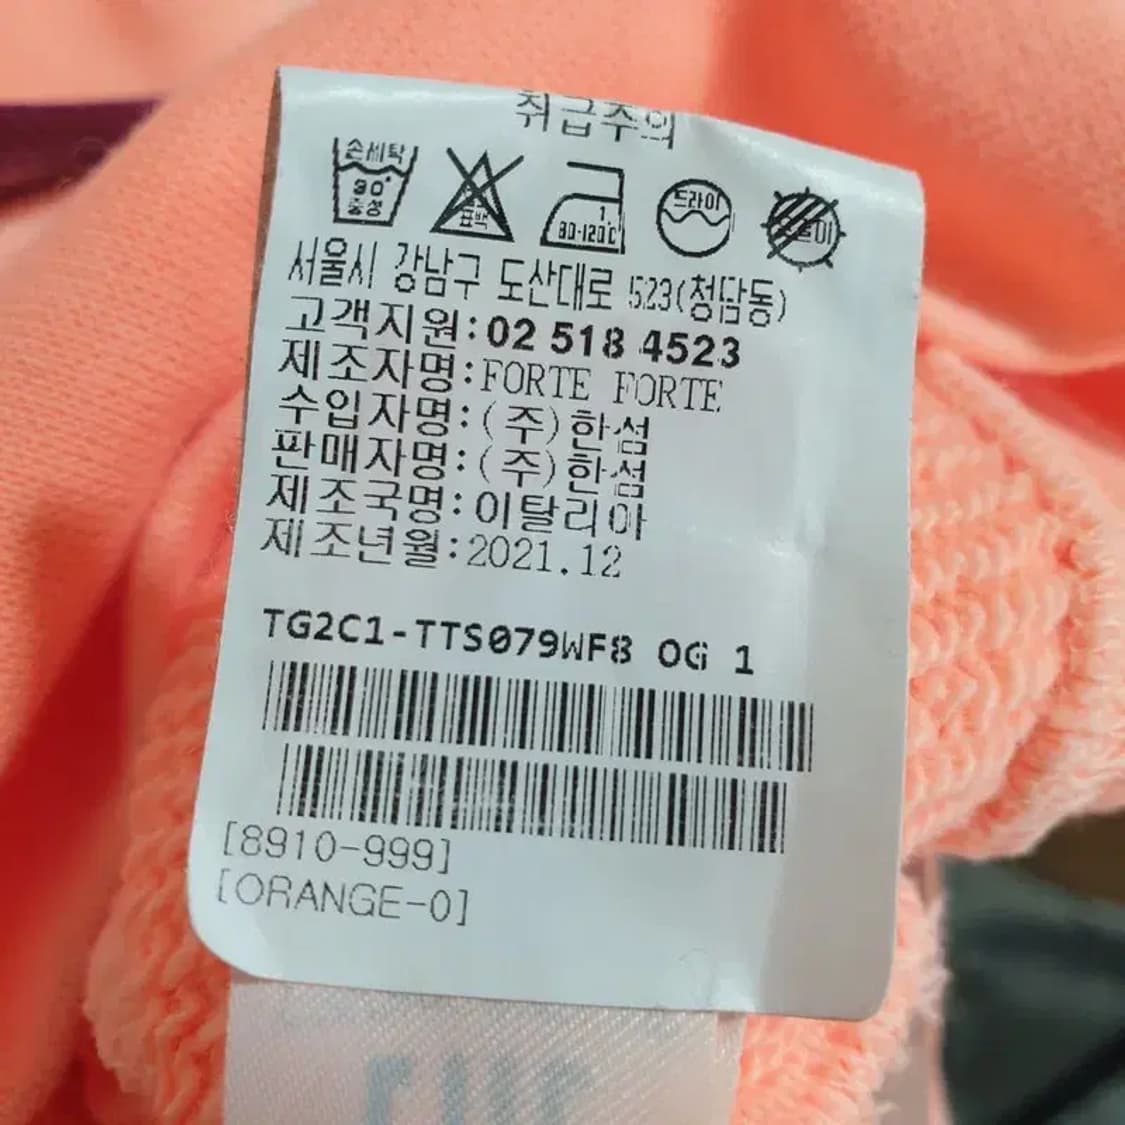 취급주의
손세탁 30° 중성
표백
1. 80-120℃
드라이
서울시 강남구 도산대로 523(청담동)
고객지원:02 518 4523
제조자명:FORTE FORTE
수입자명:(주)한섬
판매자명:(주)한섬
제조국명:이탈리아
제조년월:2021.12
TG2C1-TTS079WF8 OG 1
[8910-999]
[ORANGE-0]